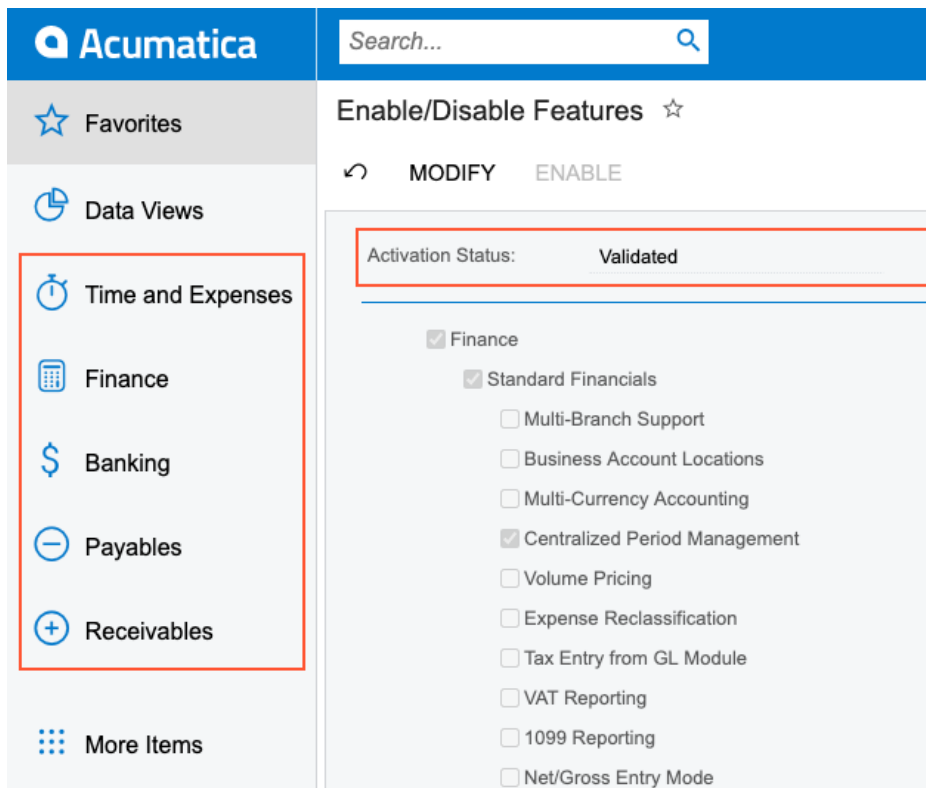 Acumatica
Search...
Favorites
Data Views
Time and Expenses
Finance
Banking
Payables
Receivables
More Items
Enable/Disable Features
MODIFY ENABLE
Activation Status: Validated
Finance
Standard Financials
Multi-Branch Support
Business Account Locations
Multi-Currency Accounting
Centralized Period Management
Volume Pricing
Expense Reclassification
Tax Entry from GL Module
VAT Reporting
1099 Reporting
Net/Gross Entry Mode